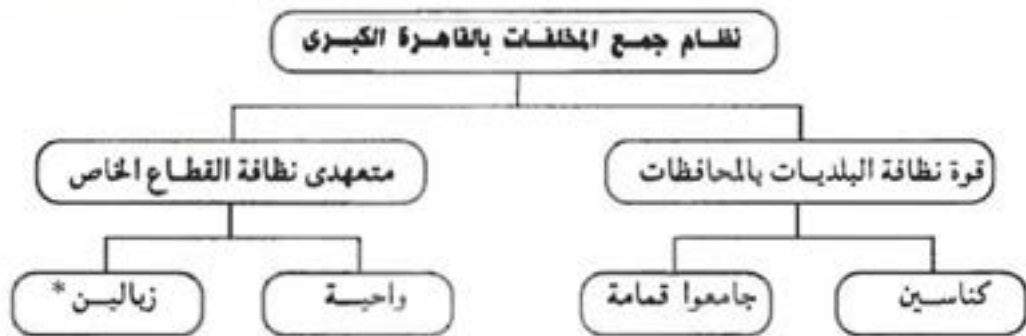 نظام جمع المخلفات بالقاهرة الكبرى
قوة نظافة البلديات بالمحافظات
متعهدى نظافة القطاع الخاص
كناسين
جامعوا قمامة
واحية
زبالين *